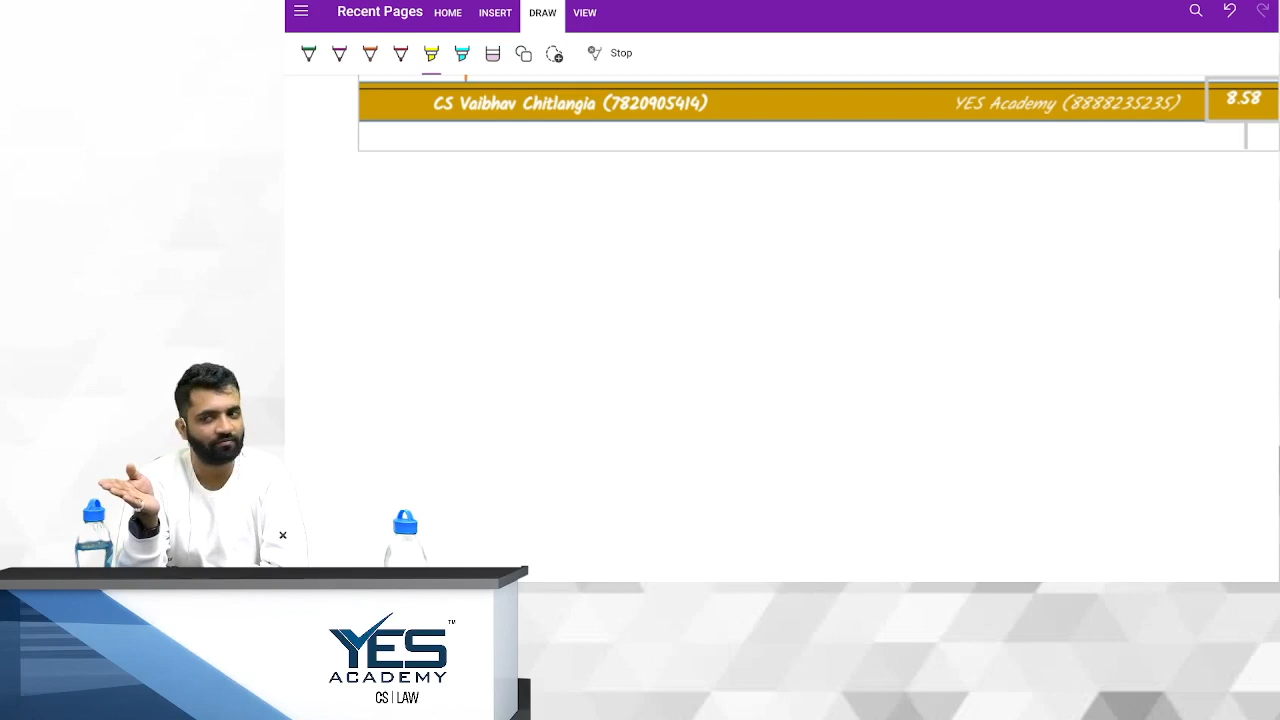 Recent Pages HOME INSERT DRAW VIEW
Stop
CS Vaibhav Chitlangia (7820905414) YES Academy (8888235235) 8.58
YES ™
ACADEMY
CS | LAW